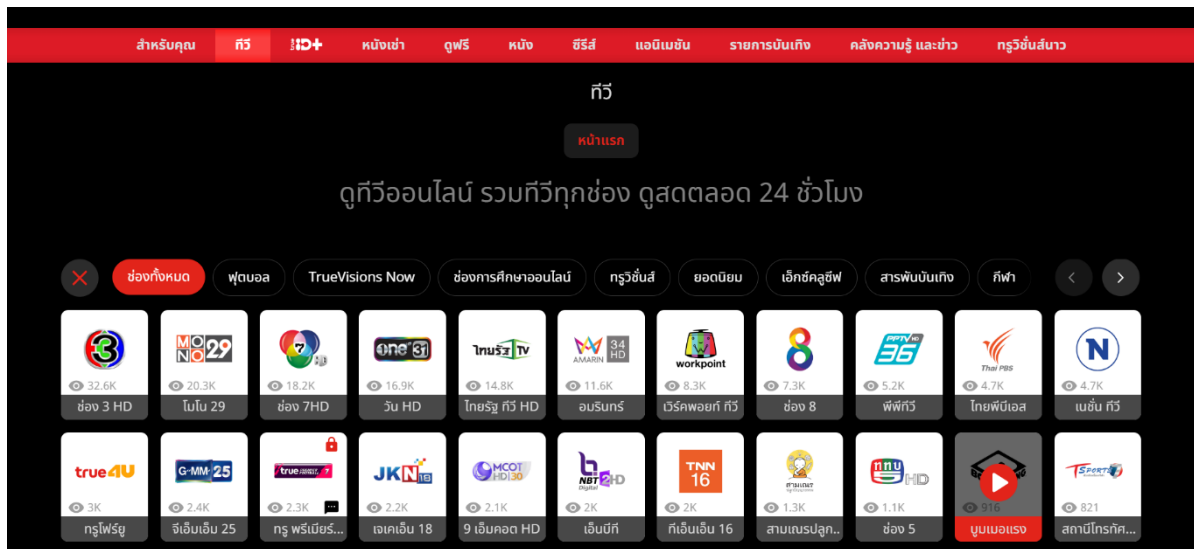 สำหรับคุณ ทีวี ID+ หนังเช่า ดูฟรี หนัง ซีรีส์ แอนิเมชัน รายการบันเทิง คลังความรู้ และข่าว ทรูวิชั่นส์นาว
ทีวี
หน้าแรก
ดูทีวีออนไลน์ รวมทีวีทุกช่อง ดูสดตลอด 24 ชั่วโมง
ช่องทั้งหมด ฟุตบอล TrueVisions Now ช่องการศึกษาออนไลน์ ทรูวิชั่นส์ ยอดนิยม เอ็กซ์คลูซีฟ สารพันบันเทิง กีฬา
3 MONO 29 7 HD one 31 ไทยรัฐ TV AMARIN 34 HD workpoint 8 PPTV HD 36 Thai PBS N
32.6K 20.3K 18.2K 16.9K 14.8K 11.6K 8.3K 7.3K 5.2K 4.7K 4.7K
ช่อง 3 HD โมโน 29 ช่อง 7HD วัน HD ไทยรัฐ ทีวี HD อมรินทร์ เวิร์คพอยท์ ทีวี ช่อง 8 พีพีทีวี ไทยพีบีเอส เนชั่น ทีวี
true4U GMM 25 true JKN 18 MCOT HD 30 NBT Digital 2HD TNN 16 สามเณร HD TSPORTS 7
3K 2.4K 2.3K 2.2K 2.1K 2K 2K 1.3K 1.1K 916 821
ทรูโฟร์ยู จีเอ็มเอ็ม 25 ทรู พรีเมียร์... เจเคเอ็น 18 9 เอ็มคอต HD เอ็นบีที ทีเอ็นเอ็น 16 สามเณรปลูก.. ช่อง 5 บูมเมอแรง สถานีโทรทัศ...